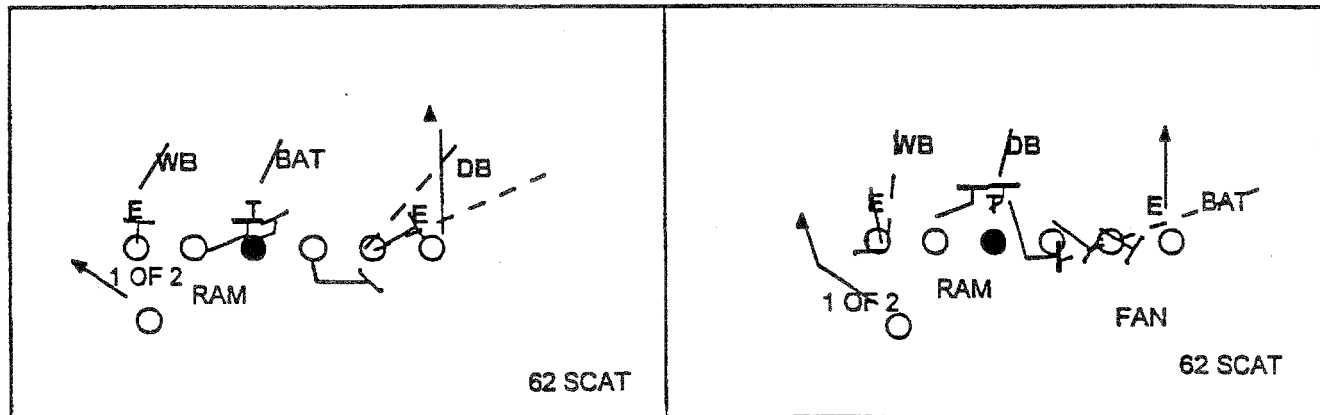 WB BAT DB
E T E
1 OF 2
RAM
62 SCAT
WB DB
E T E BAT
1 OF 2 RAM
FAN
62 SCAT